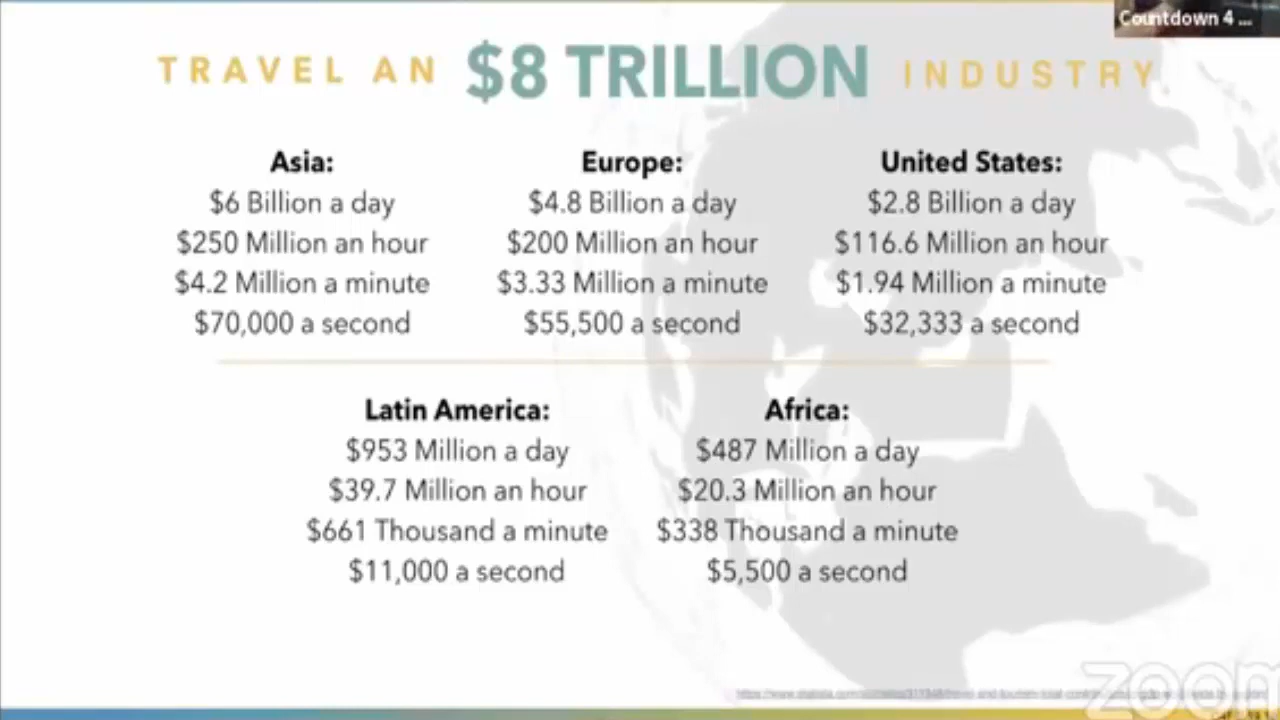 Countdown 4 ...
TRAVEL AN $8 TRILLION INDUSTRY
Asia:
$6 Billion a day
$250 Million an hour
$4.2 Million a minute
$70,000 a second
Europe:
$4.8 Billion a day
$200 Million an hour
$3.33 Million a minute
$55,500 a second
United States:
$2.8 Billion a day
$116.6 Million an hour
$1.94 Million a minute
$32,333 a second
Latin America:
$953 Million a day
$39.7 Million an hour
$661 Thousand a minute
$11,000 a second
Africa:
$487 Million a day
$20.3 Million an hour
$338 Thousand a minute
$5,500 a second
zoom